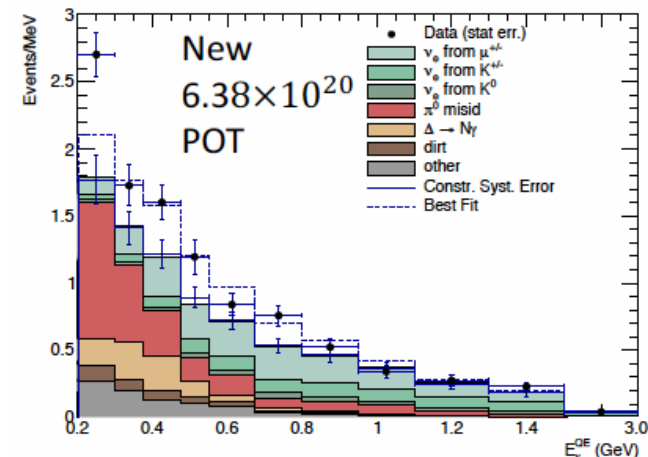 Events/MeV
3
2.5
2
1.5
1
0.5
0
New
6.38×10²⁰
POT
Data (stat err.)
νe from μ+/-
νe from K+/-
νe from K0
π0 misid
Δ → Nγ
dirt
other
Constr. Syst. Error
Best Fit
0.2 0.4 0.6 0.8 1.0 1.2 1.4 3.0
EνQE (GeV)